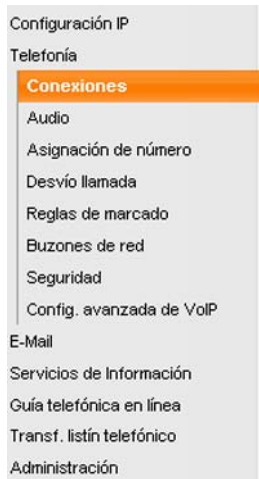 Configuración IP
Telefonía
Conexiones
Audio
Asignación de número
Desvío llamada
Reglas de marcado
Buzones de red
Seguridad
Config. avanzada de VoIP
E-Mail
Servicios de Información
Guía telefónica en línea
Transf. listín telefónico
Administración